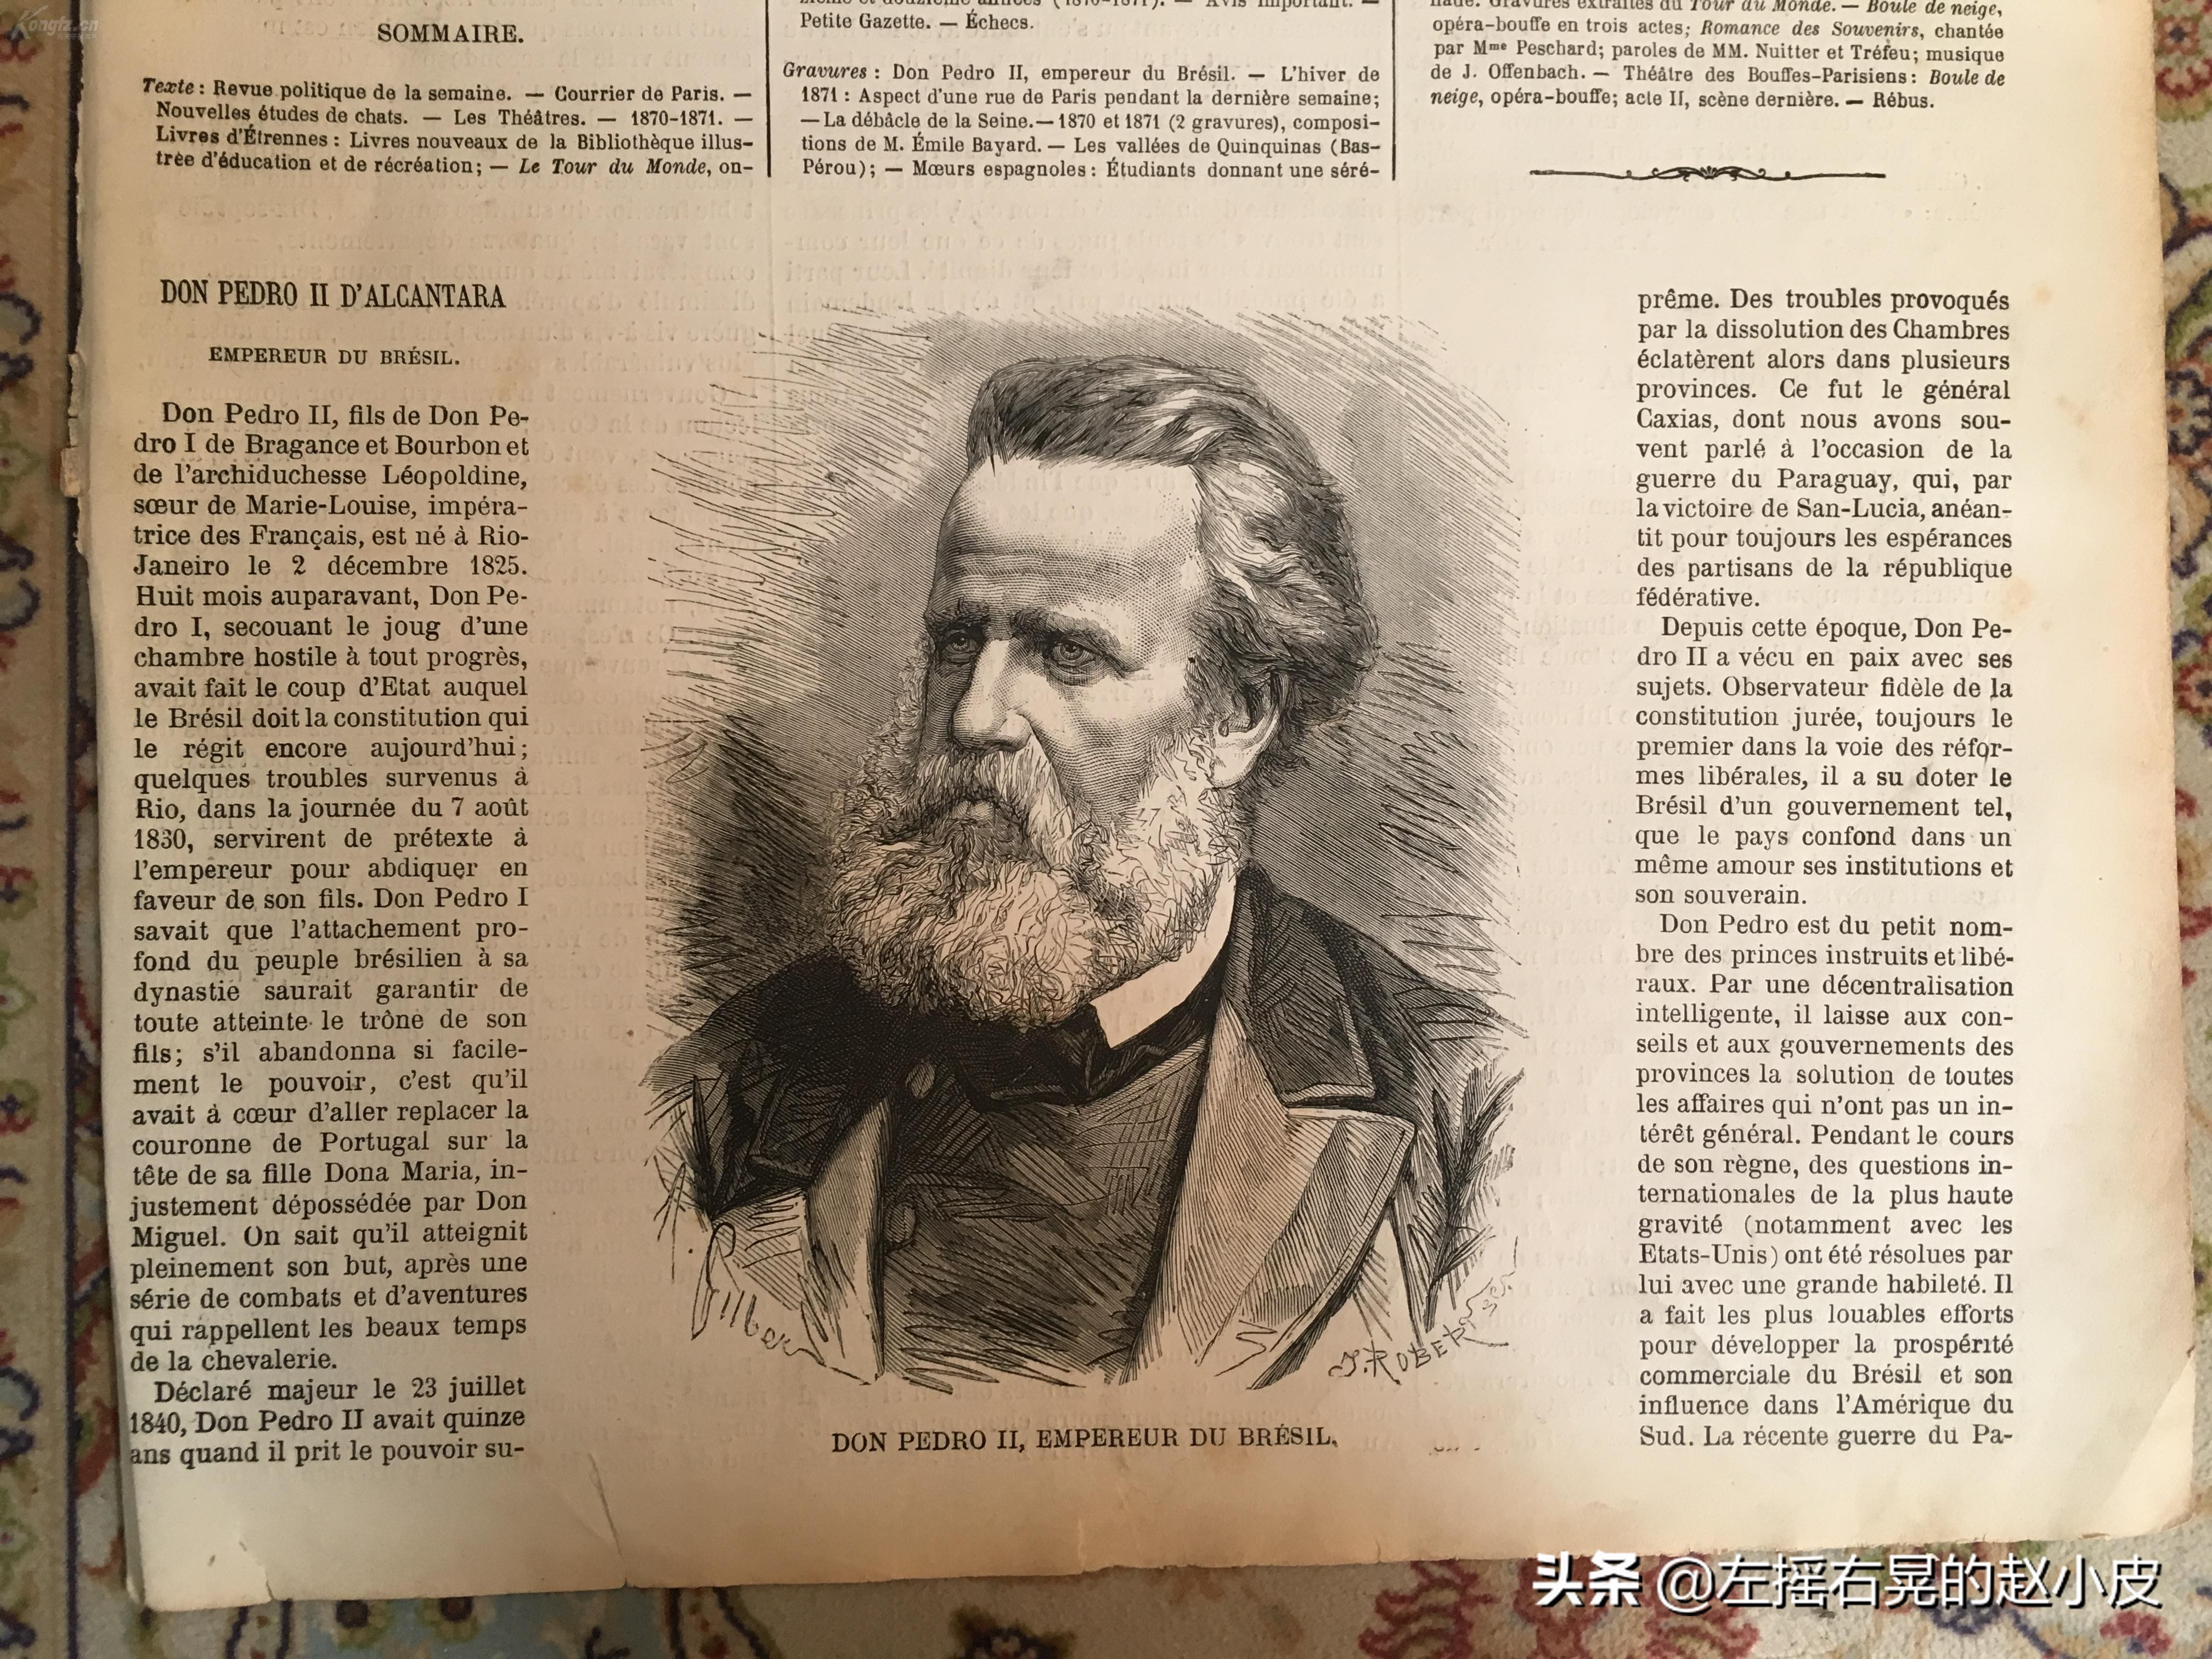 Kongfz.cn
SOMMAIRE.
Texte : Revue politique de la semaine. — Courrier de Paris. —
Nouvelles études de chats. — Les Théâtres. — 1870-1871. —
Livres d'Étrennes : Livres nouveaux de la Bibliothèque illus-
trée d'éducation et de récréation; — Le Tour du Monde, on-
zième et douzième années (1870-1871). — Avis important. —
Petite Gazette. — Échecs.
Gravures : Don Pedro II, empereur du Brésil. — L'hiver de
1871 : Aspect d'une rue de Paris pendant la dernière semaine;
— La débâcle de la Seine. — 1870 et 1871 (2 gravures), composi-
tions de M. Émile Bayard. — Les vallées de Quinquinas (Bas-
Pérou); — Mœurs espagnoles : Étudiants donnant une séré-
nade. Gravures extraites du Tour du Monde. — Boule de neige,
opéra-bouffe en trois actes; Romance des Souvenirs, chantée
par Mme Peschard; paroles de MM. Nuitter et Tréfeu; musique
de J. Offenbach. — Théâtre des Bouffes-Parisiens : Boule de
neige, opéra-bouffe; acte II, scène dernière. — Rébus.
DON PEDRO II D'ALCANTARA
EMPEREUR DU BRÉSIL.
Don Pedro II, fils de Don Pe-
dro I de Bragance et Bourbon et
de l'archiduchesse Léopoldine,
sœur de Marie-Louise, impéra-
trice des Français, est né à Rio-
Janeiro le 2 décembre 1825.
Huit mois auparavant, Don Pe-
dro I, secouant le joug d'une
chambre hostile à tout progrès,
avait fait le coup d'Etat auquel
le Brésil doit la constitution qui
le régit encore aujourd'hui;
quelques troubles survenus à
Rio, dans la journée du 7 août
1830, servirent de prétexte à
l'empereur pour abdiquer en
faveur de son fils. Don Pedro I
savait que l'attachement pro-
fond du peuple brésilien à sa
dynastie saurait garantir de
toute atteinte le trône de son
fils; s'il abandonna si facile-
ment le pouvoir, c'est qu'il
avait à cœur d'aller replacer la
couronne de Portugal sur la
tête de sa fille Dona Maria, in-
justement dépossédée par Don
Miguel. On sait qu'il atteignit
pleinement son but, après une
série de combats et d'aventures
qui rappellent les beaux temps
de la chevalerie.
Déclaré majeur le 23 juillet
1840, Don Pedro II avait quinze
ans quand il prit le pouvoir su-
Gilbert
J. ROBERT sc.
DON PEDRO II, EMPEREUR DU BRÉSIL.
prême. Des troubles provoqués
par la dissolution des Chambres
éclatèrent alors dans plusieurs
provinces. Ce fut le général
Caxias, dont nous avons sou-
vent parlé à l'occasion de la
guerre du Paraguay, qui, par
la victoire de San-Lucia, anéan-
tit pour toujours les espérances
des partisans de la république
fédérative.
Depuis cette époque, Don Pe-
dro II a vécu en paix avec ses
sujets. Observateur fidèle de la
constitution jurée, toujours le
premier dans la voie des réfor-
mes libérales, il a su doter le
Brésil d'un gouvernement tel,
que le pays confond dans un
même amour ses institutions et
son souverain.
Don Pedro est du petit nom-
bre des princes instruits et libé-
raux. Par une décentralisation
intelligente, il laisse aux con-
seils et aux gouvernements des
provinces la solution de toutes
les affaires qui n'ont pas un in-
térêt général. Pendant le cours
de son règne, des questions in-
ternationales de la plus haute
gravité (notamment avec les
Etats-Unis) ont été résolues par
lui avec une grande habileté. Il
a fait les plus louables efforts
pour développer la prospérité
commerciale du Brésil et son
influence dans l'Amérique du
Sud. La récente guerre du Pa-
头条 @左摇右晃的赵小皮